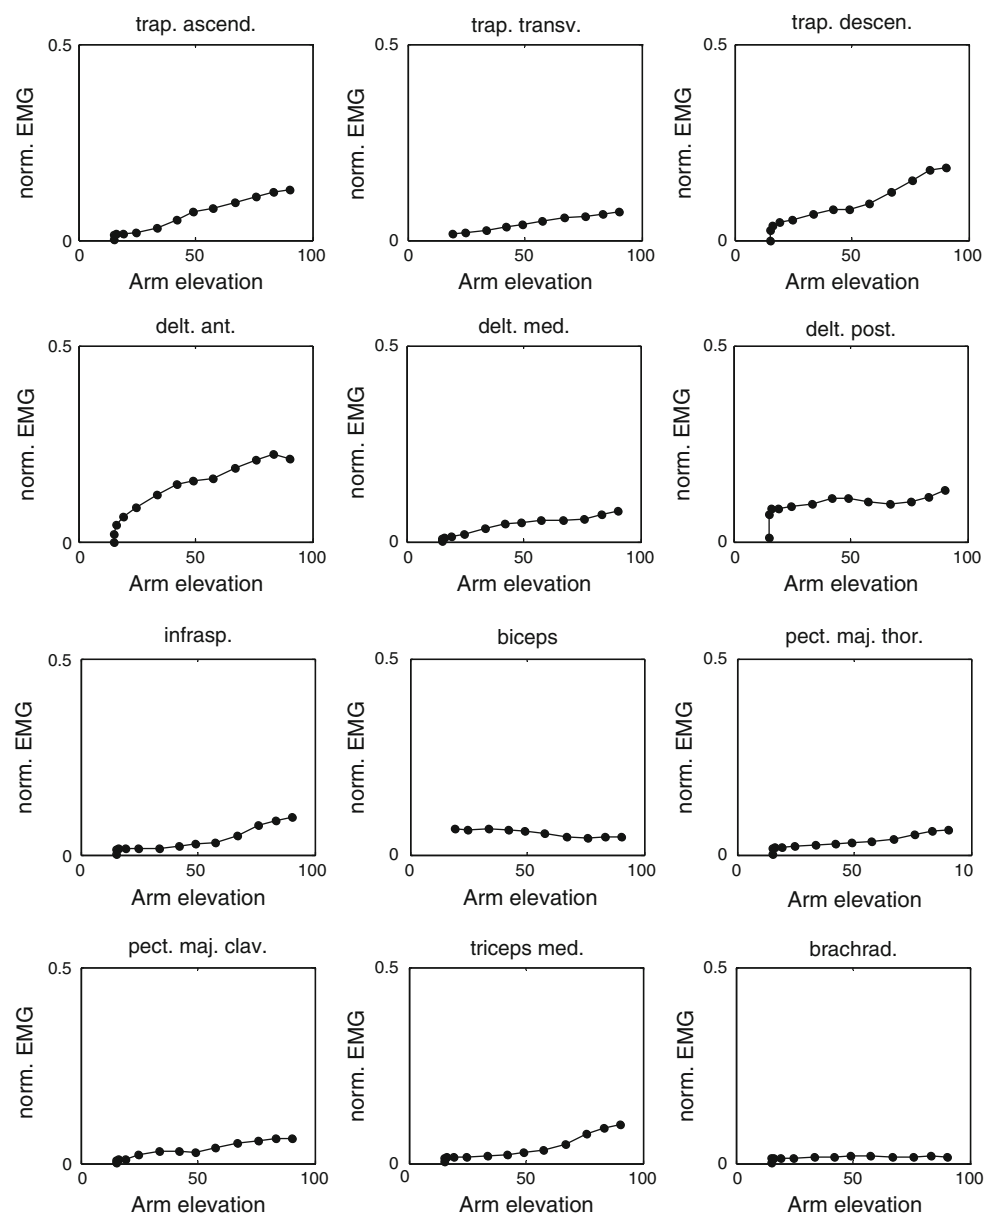 trap. ascend.
0.5
norm. EMG
0
0
50
100
Arm elevation
trap. transv.
0.5
norm. EMG
0
0
50
100
Arm elevation
trap. descen.
0.5
norm. EMG
0
0
50
100
Arm elevation
delt. ant.
0.5
norm. EMG
0
0
50
100
Arm elevation
delt. med.
0.5
norm. EMG
0
0
50
100
Arm elevation
delt. post.
0.5
norm. EMG
0
0
50
100
Arm elevation
infrasp.
0.5
norm. EMG
0
0
50
100
Arm elevation
biceps
0.5
norm. EMG
0
0
50
100
Arm elevation
pect. maj. thor.
0.5
norm. EMG
0
0
50
10
Arm elevation
pect. maj. clav.
0.5
norm. EMG
0
0
50
100
Arm elevation
triceps med.
0.5
norm. EMG
0
0
50
100
Arm elevation
brachrad.
0.5
norm. EMG
0
0
50
100
Arm elevation